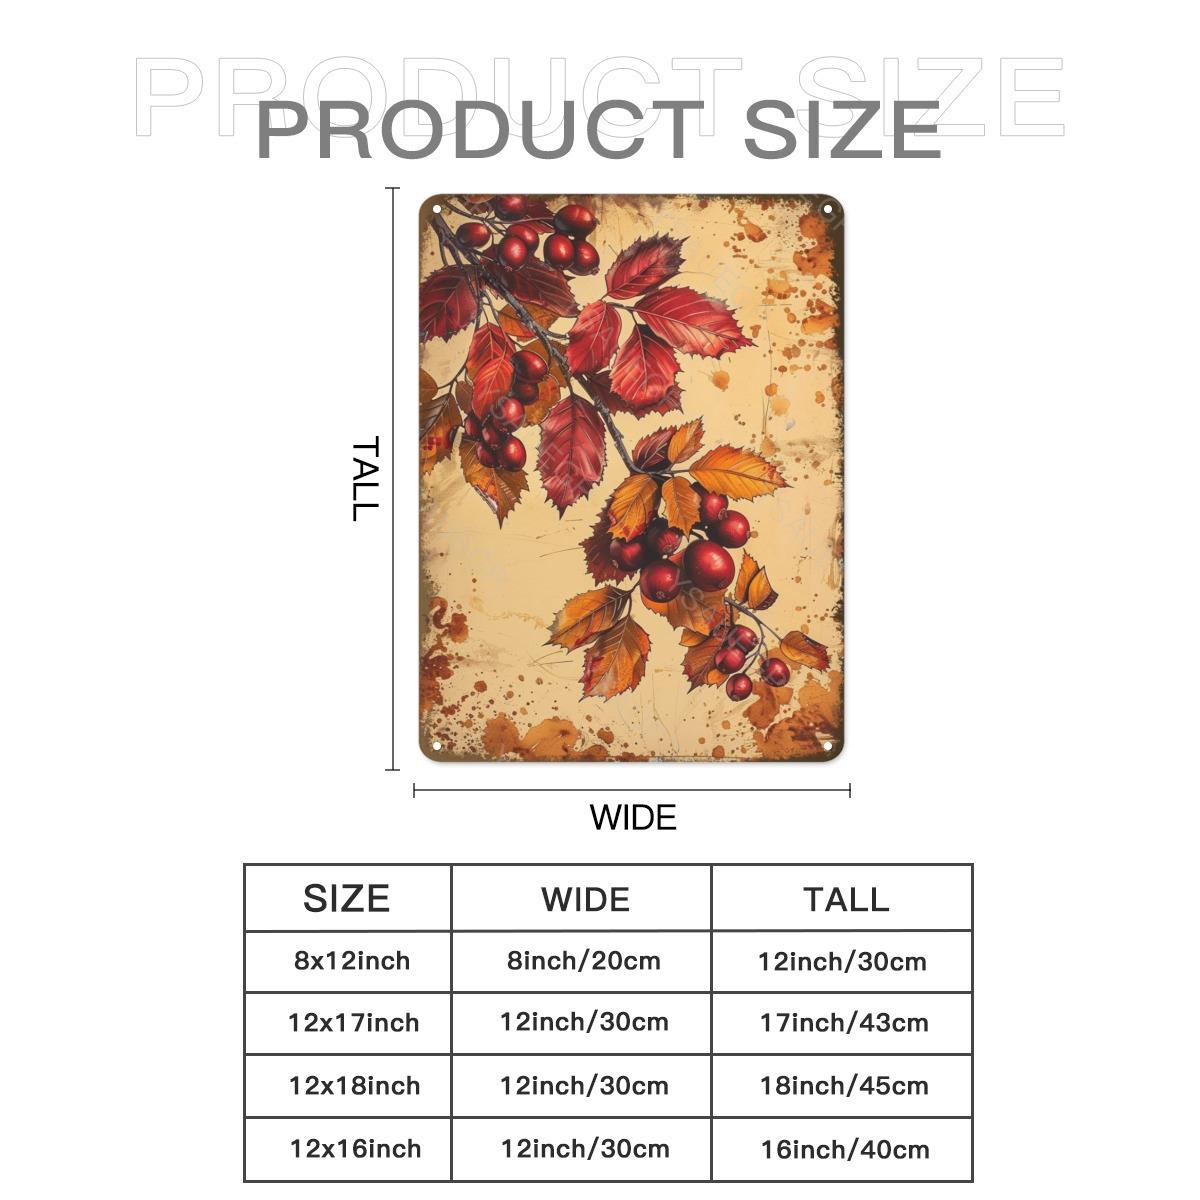 PRODUCT SIZE
PRODUCT SIZE
TALL
WIDE
SIZE WIDE TALL
8x12inch 8inch/20cm 12inch/30cm
12x17inch 12inch/30cm 17inch/43cm
12x18inch 12inch/30cm 18inch/45cm
12x16inch 12inch/30cm 16inch/40cm